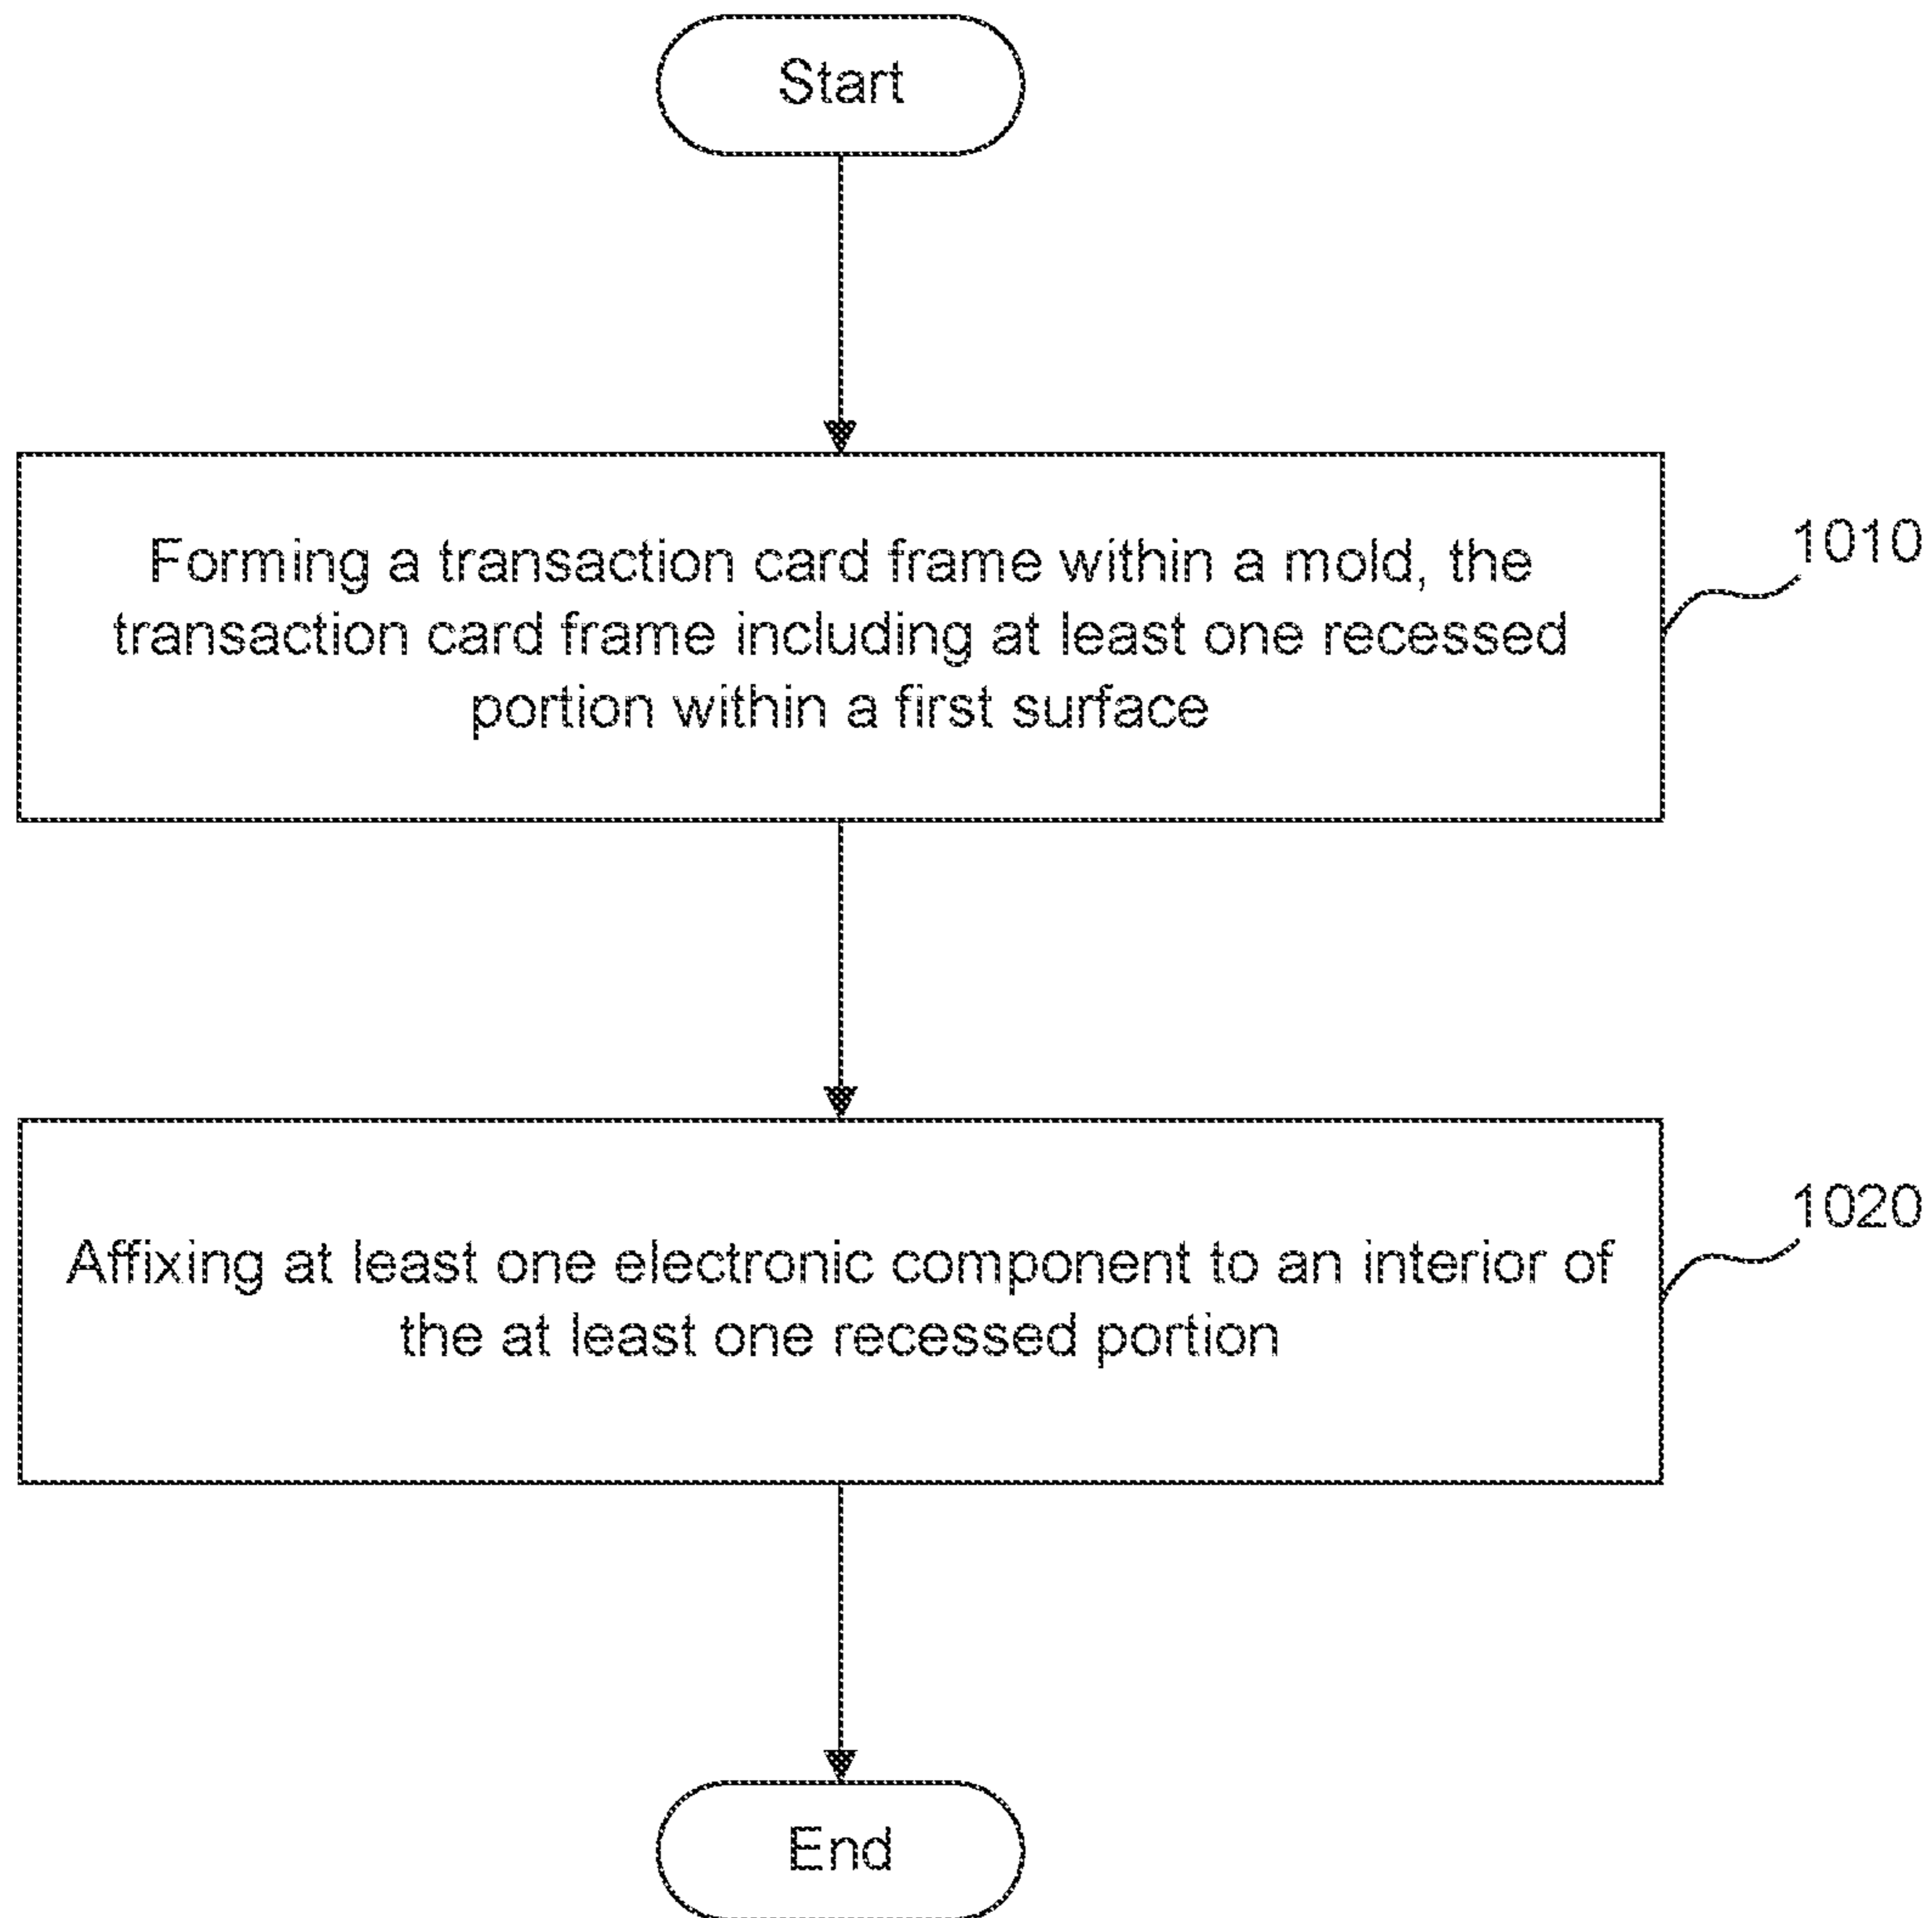 Start
Forming a transaction card frame within a mold, the
transaction card frame including at least one recessed
portion within a first surface
1010
Affixing at least one electronic component to an interior of
the at least one recessed portion
1020
End